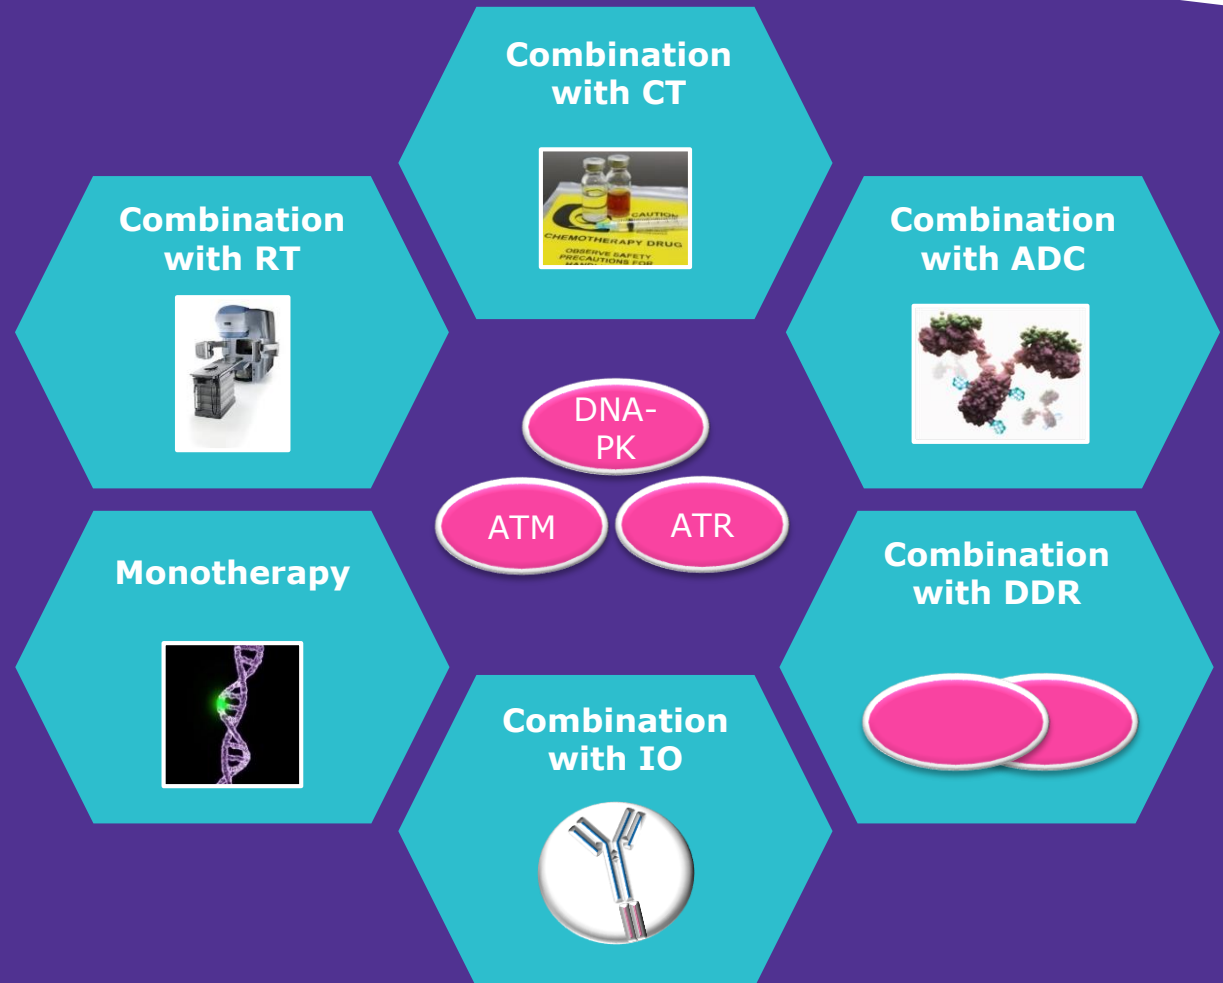 Combination
with CT
CAUTION
CHEMOTHERAPY DRUG
OBSERVE SAFETY
PRECAUTIONS FOR
Combination
with RT
Combination
with ADC
DNA-
PK
ATM
ATR
Monotherapy
Combination
with DDR
Combination
with IO